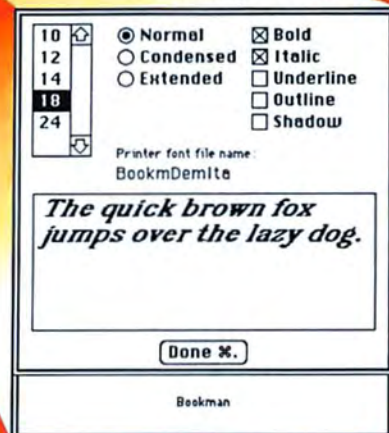 10
12
14
18
24
Normal
Condensed
Extended
Bold
Italic
Underline
Outline
Shadow
Printer font file name:
BookmDemIta
The quick brown fox
jumps over the lazy dog.
Done ⌘.
Bookman